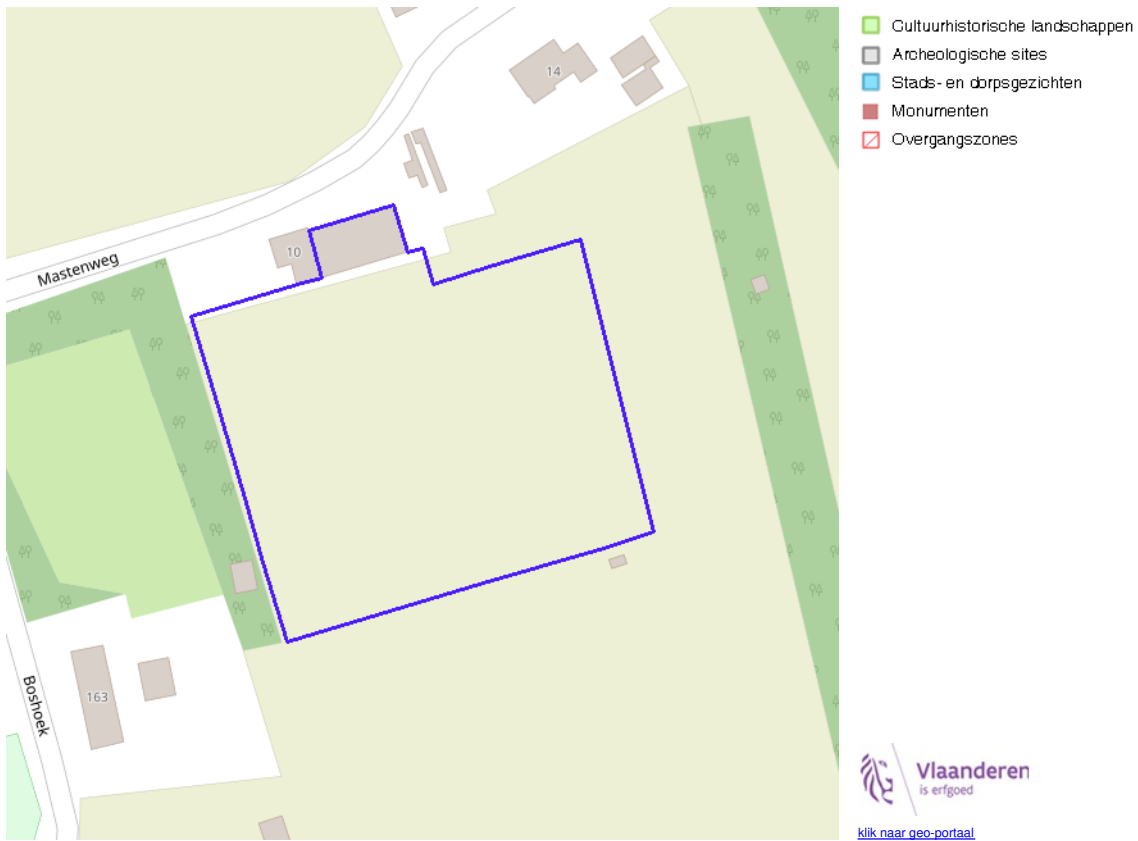 Cultuurhistorische landschappen
Archeologische sites
Stads- en dorpsgezichten
Monumenten
Overgangszones
14
10
Mastenweg
163
Boshoek
Vlaanderen
is erfgoed
klik naar geo-portaal